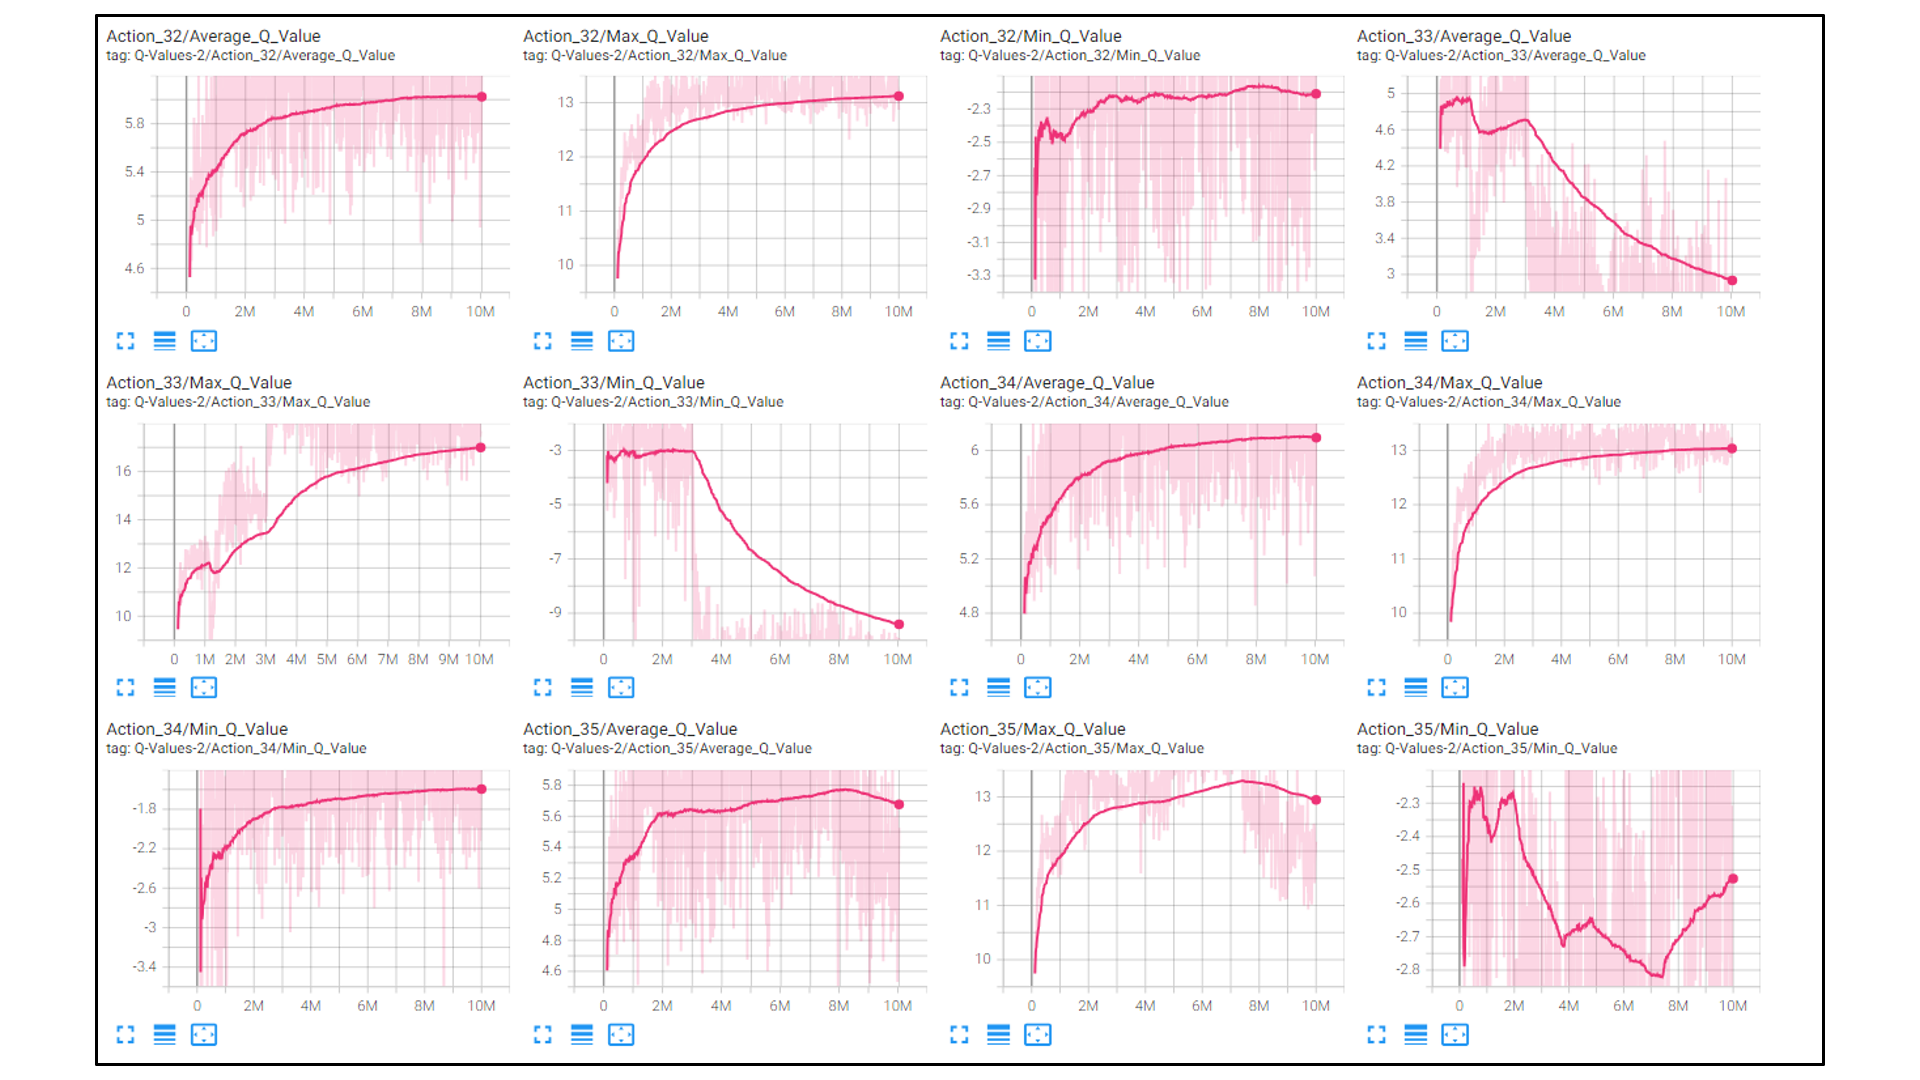 Action_32/Average_Q_Value
tag: Q-Values-2/Action_32/Average_Q_Value
5.8
5.4
5
4.6
0 2M 4M 6M 8M 10M
Action_32/Max_Q_Value
tag: Q-Values-2/Action_32/Max_Q_Value
13
12
11
10
0 2M 4M 6M 8M 10M
Action_32/Min_Q_Value
tag: Q-Values-2/Action_32/Min_Q_Value
-2.3
-2.5
-2.7
-2.9
-3.1
-3.3
0 2M 4M 6M 8M 10M
Action_33/Average_Q_Value
tag: Q-Values-2/Action_33/Average_Q_Value
5
4.6
4.2
3.8
3.4
3
0 2M 4M 6M 8M 10M
Action_33/Max_Q_Value
tag: Q-Values-2/Action_33/Max_Q_Value
16
14
12
10
0 1M 2M 3M 4M 5M 6M 7M 8M 9M 10M
Action_33/Min_Q_Value
tag: Q-Values-2/Action_33/Min_Q_Value
-3
-5
-7
-9
0 2M 4M 6M 8M 10M
Action_34/Average_Q_Value
tag: Q-Values-2/Action_34/Average_Q_Value
6
5.6
5.2
4.8
0 2M 4M 6M 8M 10M
Action_34/Max_Q_Value
tag: Q-Values-2/Action_34/Max_Q_Value
13
12
11
10
0 2M 4M 6M 8M 10M
Action_34/Min_Q_Value
tag: Q-Values-2/Action_34/Min_Q_Value
-1.8
-2.2
-2.6
-3
-3.4
0 2M 4M 6M 8M 10M
Action_35/Average_Q_Value
tag: Q-Values-2/Action_35/Average_Q_Value
5.8
5.6
5.4
5.2
5
4.8
4.6
0 2M 4M 6M 8M 10M
Action_35/Max_Q_Value
tag: Q-Values-2/Action_35/Max_Q_Value
13
12
11
10
0 2M 4M 6M 8M 10M
Action_35/Min_Q_Value
tag: Q-Values-2/Action_35/Min_Q_Value
-2.3
-2.4
-2.5
-2.6
-2.7
-2.8
0 2M 4M 6M 8M 10M